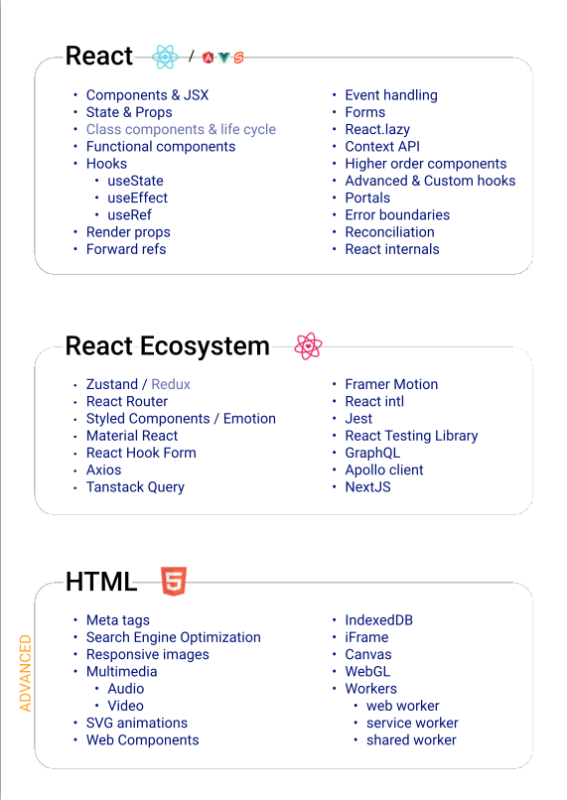 React /
Components & JSX
State & Props
Class components & life cycle
Functional components
Hooks
useState
useEffect
useRef
Render props
Forward refs
Event handling
Forms
React.lazy
Context API
Higher order components
Advanced & Custom hooks
Portals
Error boundaries
Reconciliation
React internals
React Ecosystem
Zustand / Redux
React Router
Styled Components / Emotion
Material React
React Hook Form
Axios
Tanstack Query
Framer Motion
React intl
Jest
React Testing Library
GraphQL
Apollo client
NextJS
HTML
ADVANCED
Meta tags
Search Engine Optimization
Responsive images
Multimedia
Audio
Video
SVG animations
Web Components
IndexedDB
iFrame
Canvas
WebGL
Workers
web worker
service worker
shared worker